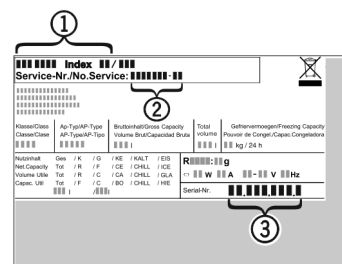 1
Index / 
Service-Nr./No.Service: -
2
Klasse/Class
Classe/Clase
Ap-Typ/AP-Type
AP-Type/AP-Tipo
Bruttoinhalt/Gross Capacity
Volume Brut/Capacidad Bruta
l
Total
volume
l
Gefriervermoegen/Freezing Capacity
Pouvoir de Congel./Capac.Congeladora
kg / 24 h
Nutzinhalt Ges / K / G / KE / KALT / EIS
Net.Capacity Tot / R / F / CE / CHILL / ICE
Volume Utile Tot / R / C / CA / CHILL / GLA
Capac. Util Tot / F / C / BO / CHILL / HIE
l / l
R : g
W A - V Hz
Serial-Nr. . . .
3